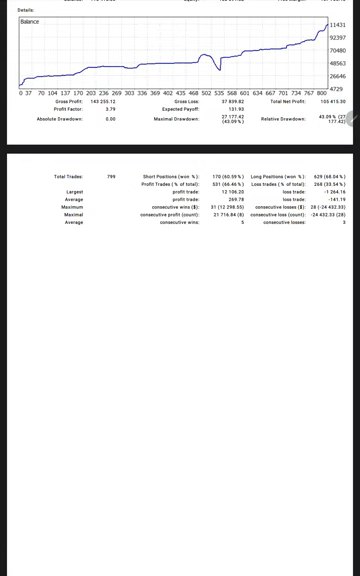 Details:
Balance
11431
92397
70480
48563
26646
4729
0 37 70 104 137 170 203 236 269 303 336 369 402 435 468 502 535 568 601 634 667 701 734 767 800
Gross Profit: 143 255.12 Gross Loss: 37 839.82 Total Net Profit: 105 415.30
Profit Factor: 3.79 Expected Payoff: 131.93
Absolute Drawdown: 0.00 Maximal Drawdown: 27 177.42 (43.09%) Relative Drawdown: 43.09% (27 177.42)
Total Trades: 799 Short Positions (won %): 170 (60.59%) Long Positions (won %): 629 (68.04%)
Profit Trades (% of total): 531 (66.46%) Loss trades (% of total): 268 (33.54%)
Largest profit trade: 12 106.20 loss trade: -1 264.16
Average profit trade: 269.78 loss trade: -141.19
Maximum consecutive wins ($): 31 (12 298.55) consecutive losses ($): 28 (-24 432.33)
Maximal consecutive profit (count): 21 716.84 (8) consecutive loss (count): -24 432.33 (28)
Average consecutive wins: 5 consecutive losses: 3